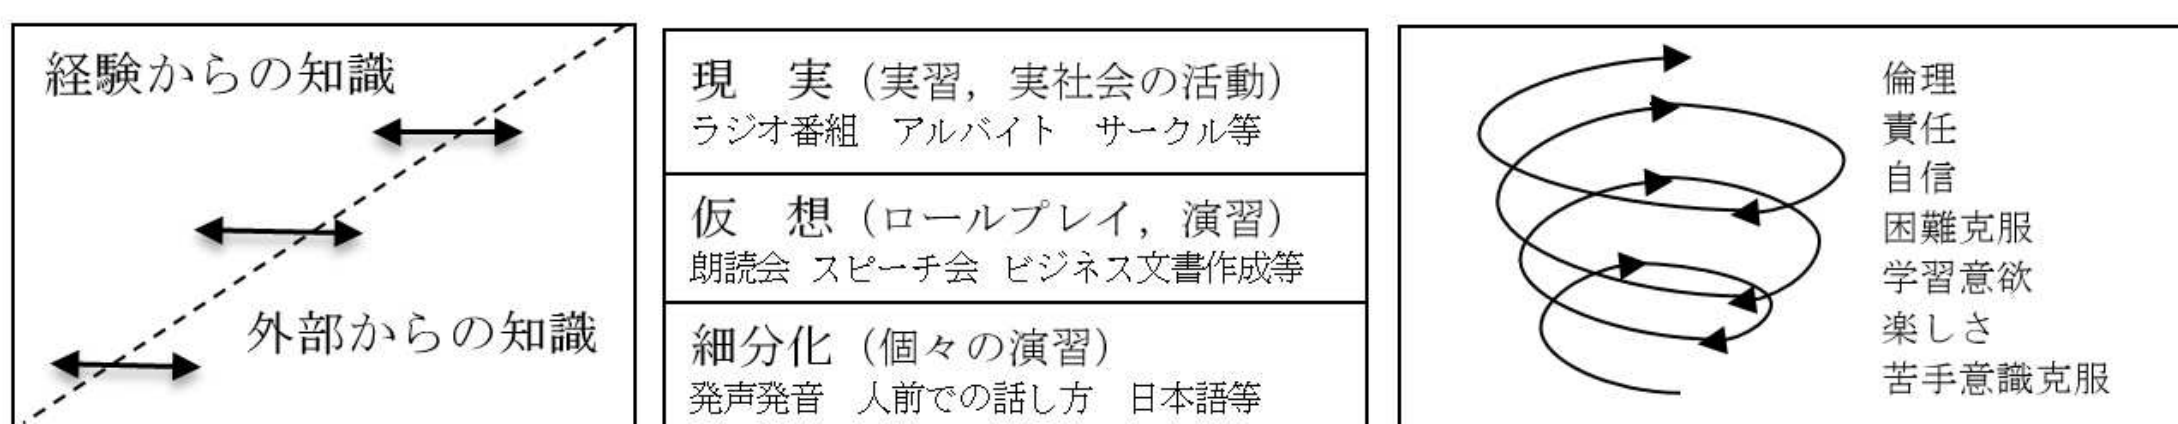 経験からの知識
外部からの知識
現　実（実習，実社会の活動）
ラジオ番組　アルバイト　サークル等
仮　想（ロールプレイ，演習）
朗読会 スピーチ会 ビジネス文書作成等
細分化（個々の演習）
発声発音　人前での話し方　日本語等
倫理
責任
自信
困難克服
学習意欲
楽しさ
苦手意識克服